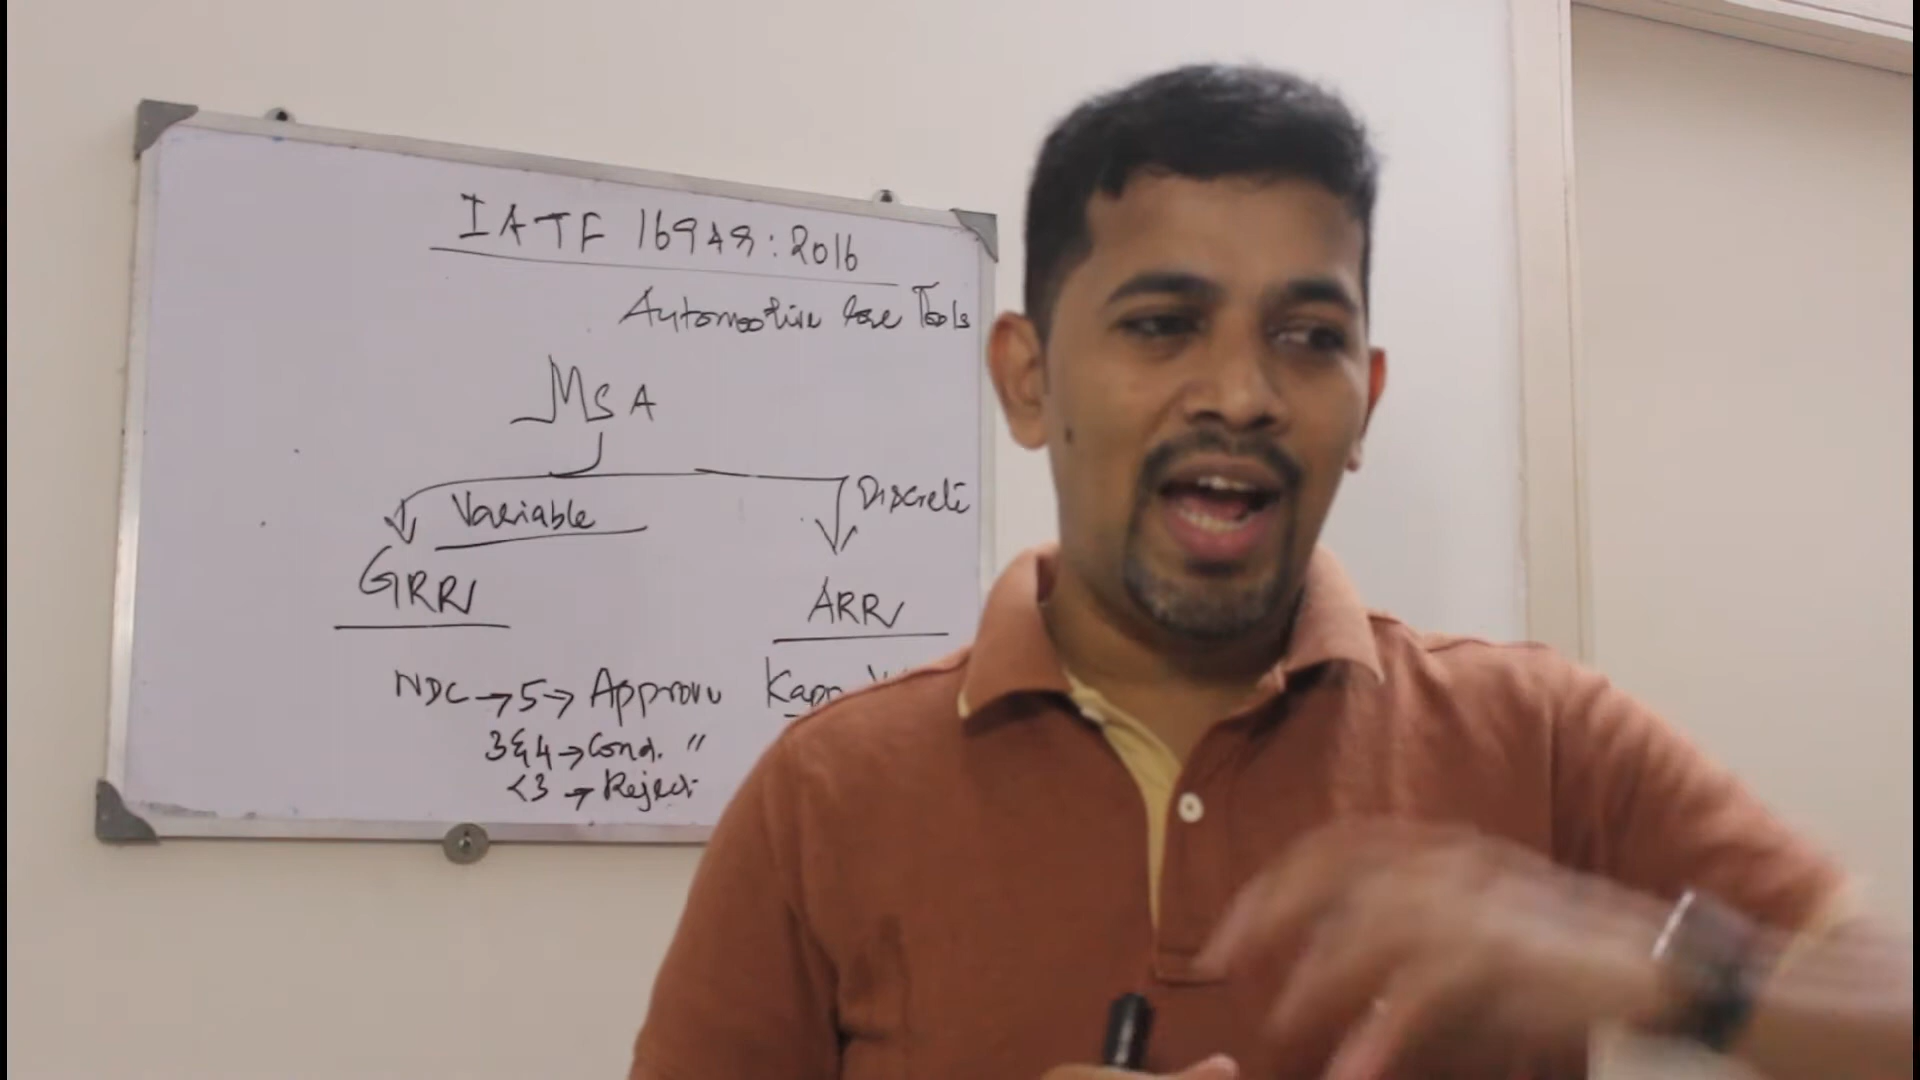 IATF 16949:2016
Automotive Core Tools
MSA
Variable Discrete
GRR ARR
NDC → 5 → Approve Kapp
3&4 → Cond. "
<3 → Reject